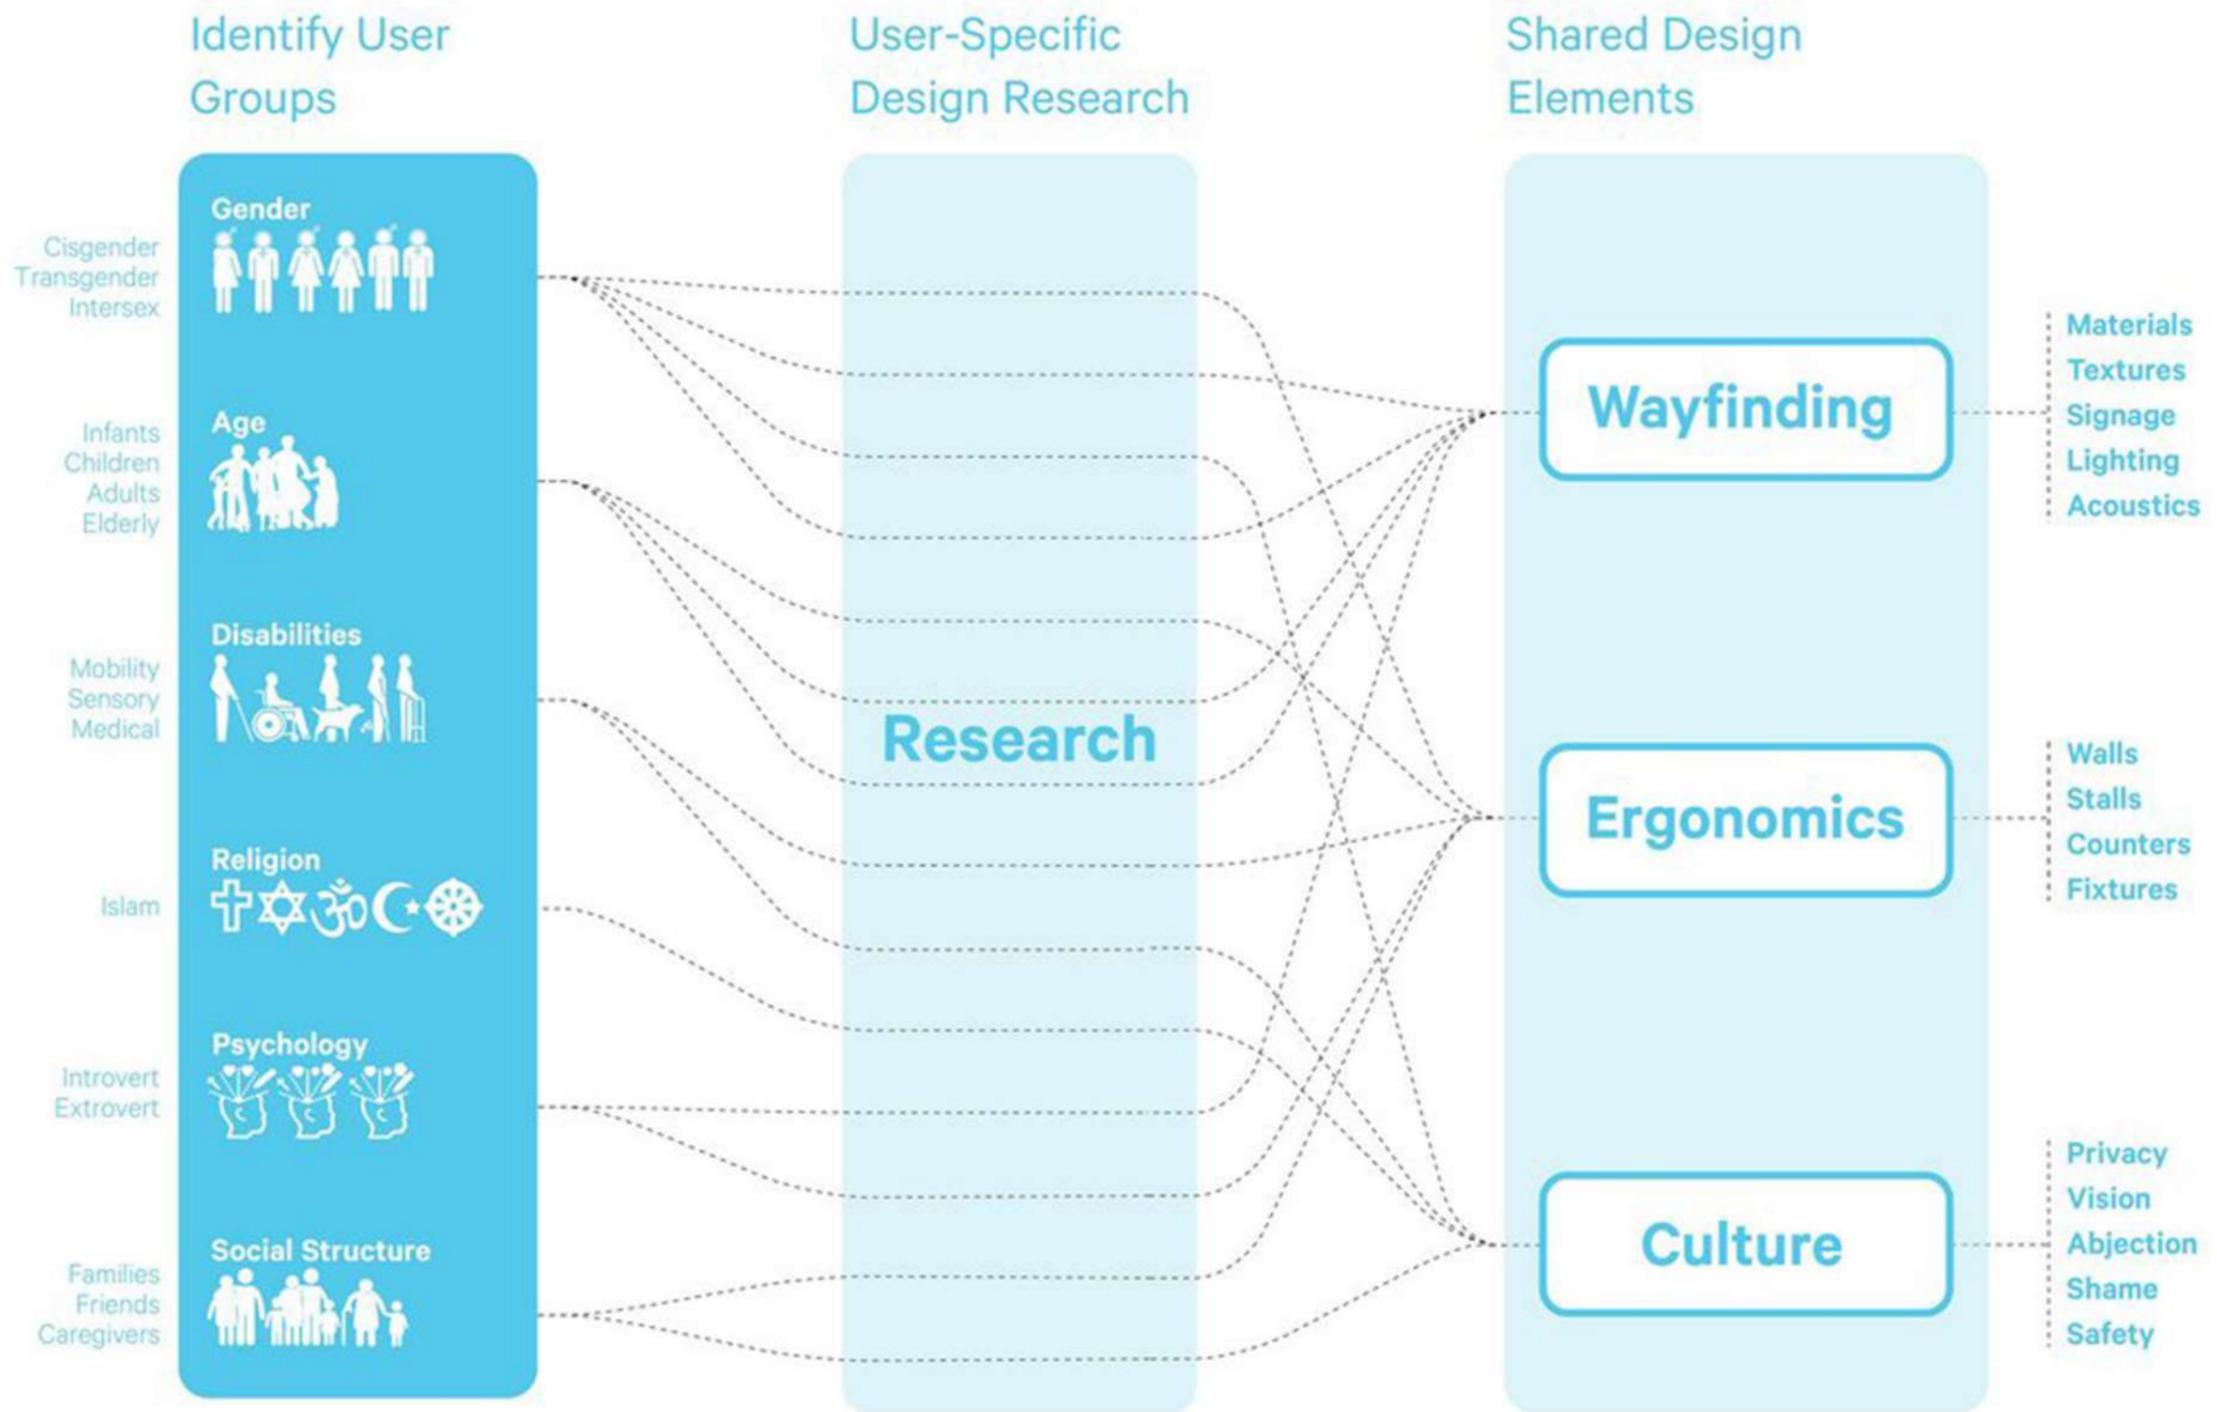 Identify User
Groups
User-Specific
Design Research
Shared Design
Elements
Gender
Cisgender
Transgender
Intersex
Age
Infants
Children
Adults
Elderly
Disabilities
Mobility
Sensory
Medical
Religion
Islam
Psychology
Introvert
Extrovert
Social Structure
Families
Friends
Caregivers
Research
Wayfinding
Materials
Textures
Signage
Lighting
Acoustics
Ergonomics
Walls
Stalls
Counters
Fixtures
Culture
Privacy
Vision
Abjection
Shame
Safety